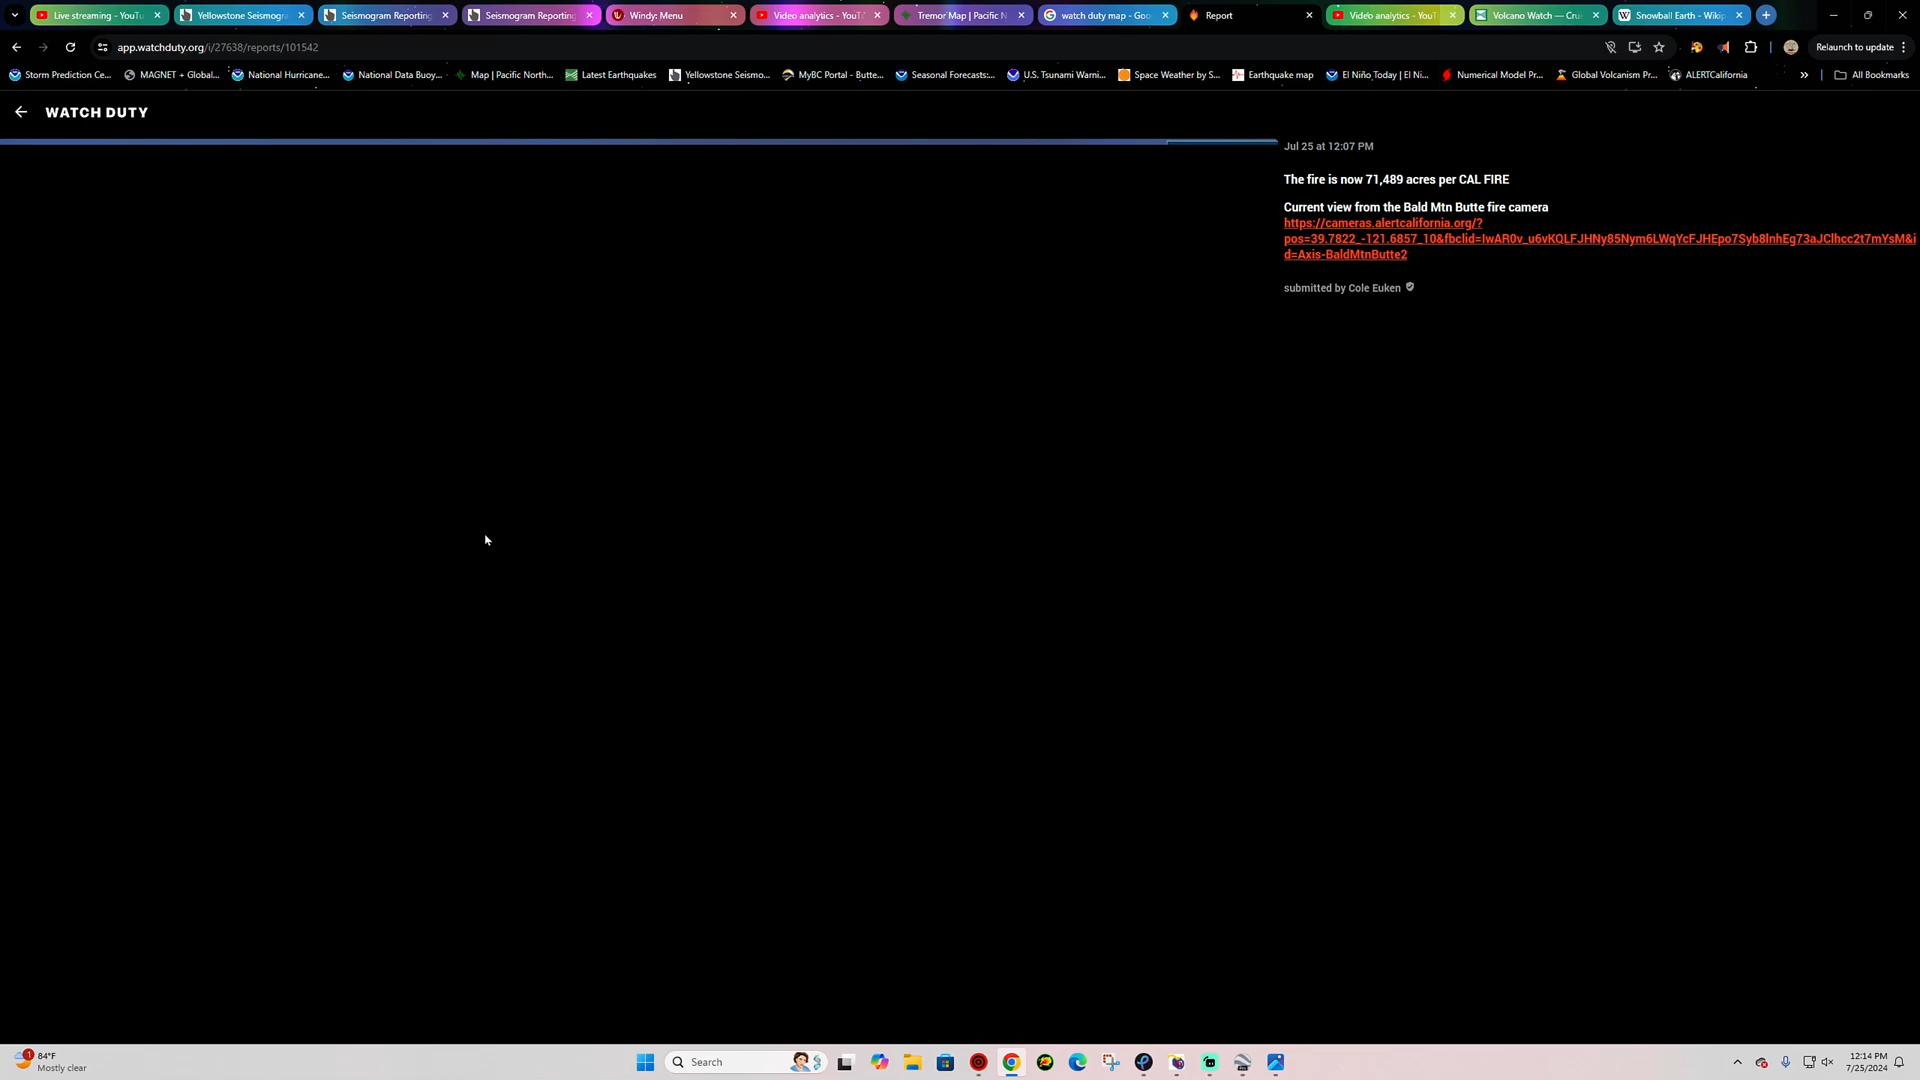 Live streaming - YouTu
Yellowstone Seismogra
Seismogram Reporting
Seismogram Reporting
Windy: Menu
Video analytics - YouTu
Tremor Map | Pacific N
watch duty map - Goo
Report
Video analytics - YouT
Volcano Watch — Cru
Snowball Earth - Wikip
app.watchduty.org/i/27638/reports/101542
Relaunch to update
Storm Prediction Ce...
MAGNET + Global...
National Hurricane...
National Data Buoy...
Map | Pacific North...
Latest Earthquakes
Yellowstone Seismo...
MyBC Portal - Butte...
Seasonal Forecasts:...
U.S. Tsunami Warni...
Space Weather by S...
Earthquake map
El Niño Today | El Ni...
Numerical Model Pr...
Global Volcanism Pr...
ALERTCalifornia
All Bookmarks
WATCH DUTY
Jul 25 at 12:07 PM
The fire is now 71,489 acres per CAL FIRE
Current view from the Bald Mtn Butte fire camera
https://cameras.alertcalifornia.org/?
pos=39.7822_-121.6857_10&fbclid=IwAR0v_u6vKQLFJHNy85Nym6LWqYcFJHEpo7Syb8lnhEg73aJClhcc2t7mYsM&i
d=Axis-BaldMtnButte2
submitted by Cole Euken
1
84°F
Mostly clear
Search
12:14 PM
7/25/2024